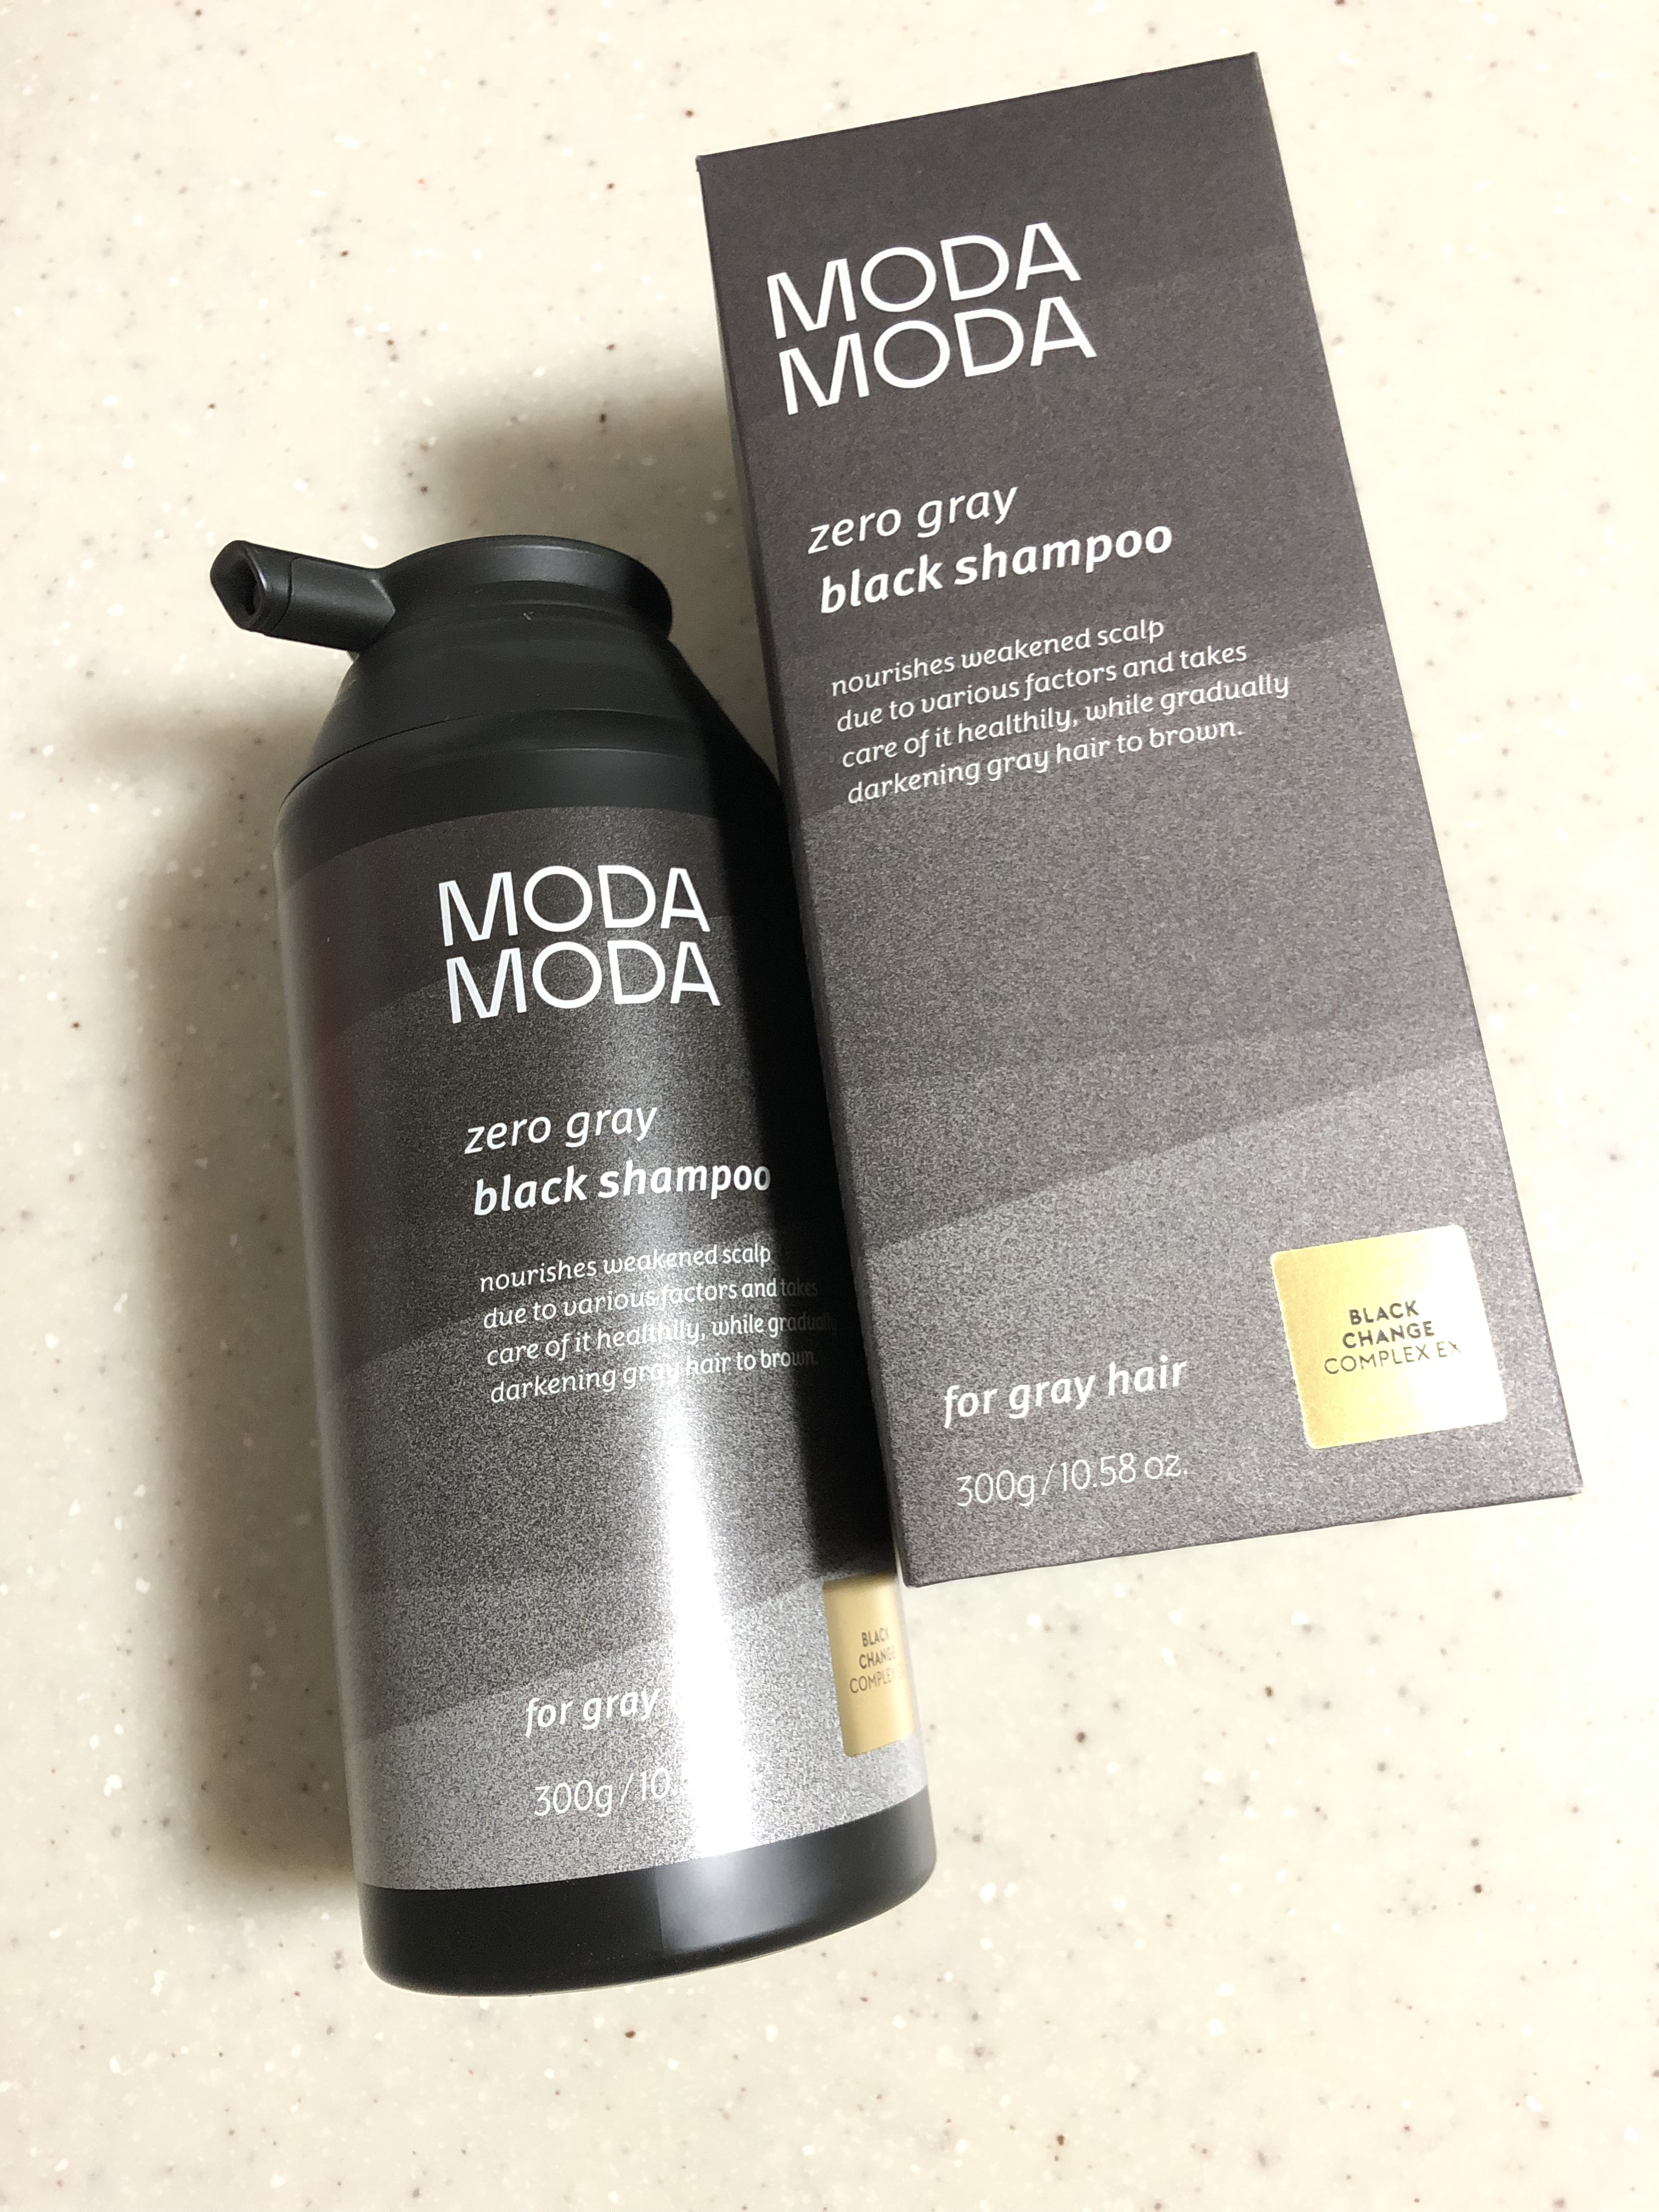 MODA
MODA
zero gray
black shampoo
nourishes weakened scalp
due to various factors and takes
care of it healthily, while gradually
darkening gray hair to brown.
for gray hair
300g/10.58 oz.
BLACK
CHANGE
COMPLEX EX
MODA
MODA
zero gray
black shampoo
nourishes weakened scalp
due to various factors and takes
care of it healthily, while gradually
darkening gray hair to brown.
for gray
300g/10.
BLACK
CHANGE
COMPLE